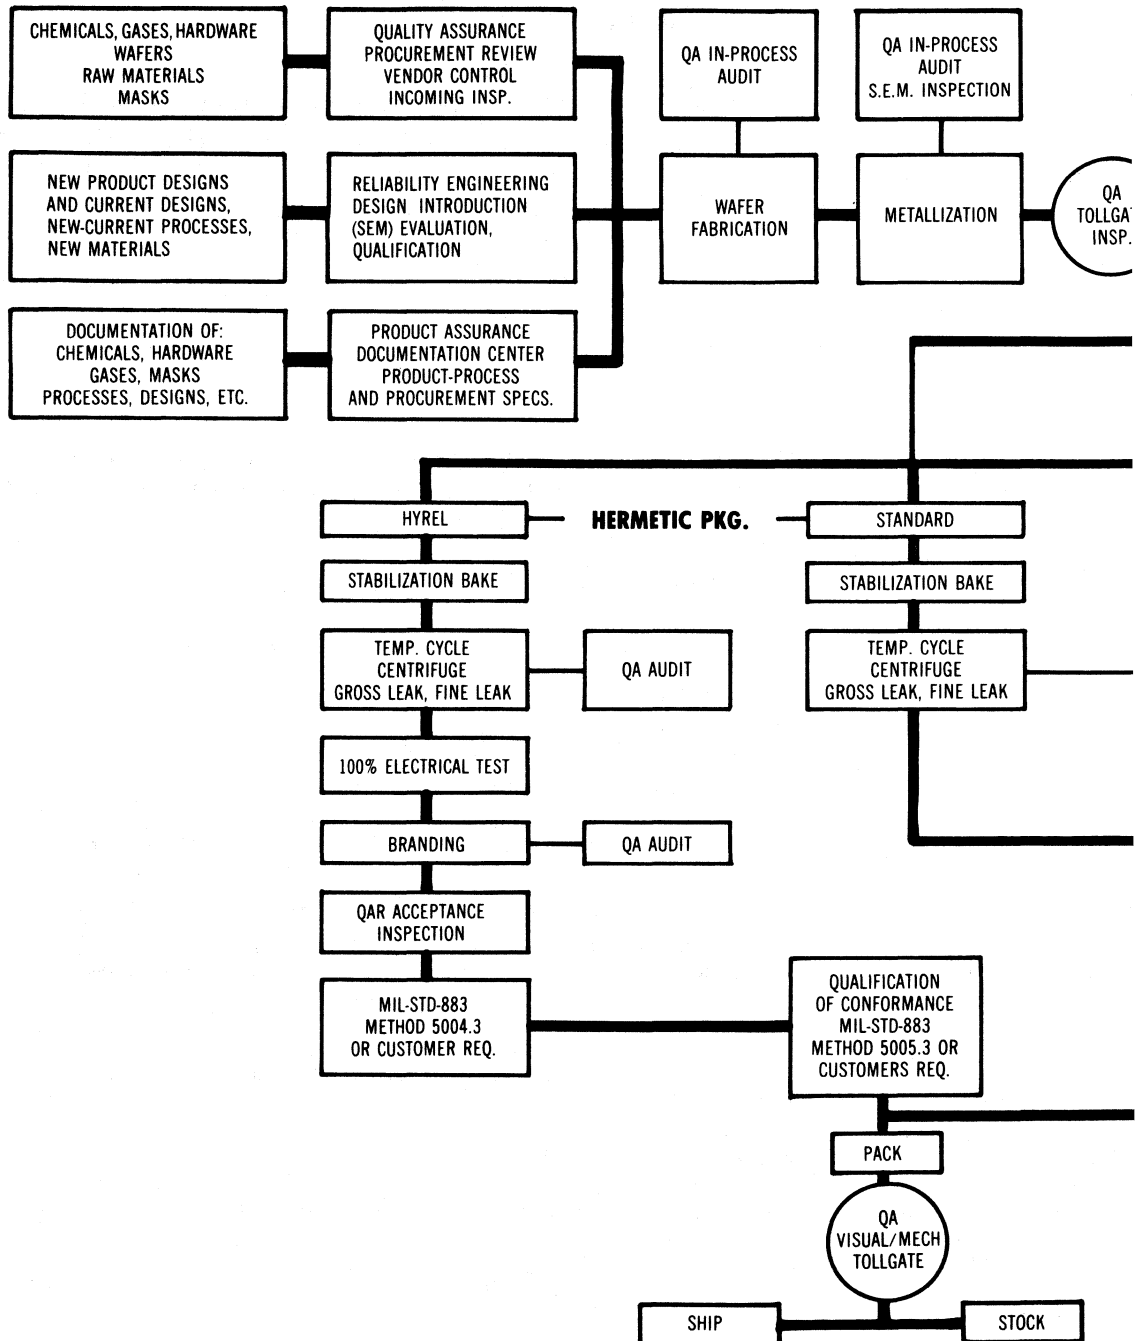 CHEMICALS, GASES, HARDWARE
WAFERS
RAW MATERIALS
MASKS
QUALITY ASSURANCE
PROCUREMENT REVIEW
VENDOR CONTROL
INCOMING INSP.
QA IN-PROCESS
AUDIT
QA IN-PROCESS
AUDIT
S.E.M. INSPECTION
NEW PRODUCT DESIGNS
AND CURRENT DESIGNS,
NEW-CURRENT PROCESSES,
NEW MATERIALS
RELIABILITY ENGINEERING
DESIGN INTRODUCTION
(SEM) EVALUATION,
QUALIFICATION
WAFER
FABRICATION
METALLIZATION
QA
INSP.
DOCUMENTATION OF:
CHEMICALS, HARDWARE
GASES, MASKS
PROCESSES, DESIGNS, ETC.
PRODUCT ASSURANCE
DOCUMENTATION CENTER
PRODUCT-PROCESS
AND PROCUREMENT SPECS.
HYREL
HERMETIC PKG.
STANDARD
STABILIZATION BAKE
STABILIZATION BAKE
TEMP. CYCLE
CENTRIFUGE
GROSS LEAK, FINE LEAK
QA AUDIT
TEMP. CYCLE
CENTRIFUGE
GROSS LEAK, FINE LEAK
100% ELECTRICAL TEST
BRANDING
QA AUDIT
QAR ACCEPTANCE
INSPECTION
MIL-STD-883
METHOD 5004.3
OR CUSTOMER REQ.
QUALIFICATION
OF CONFORMANCE
MIL-STD-883
METHOD 5005.3 OR
CUSTOMERS REQ.
PACK
QA
VISUAL/MECH
TOLLGATE
SHIP
STOCK